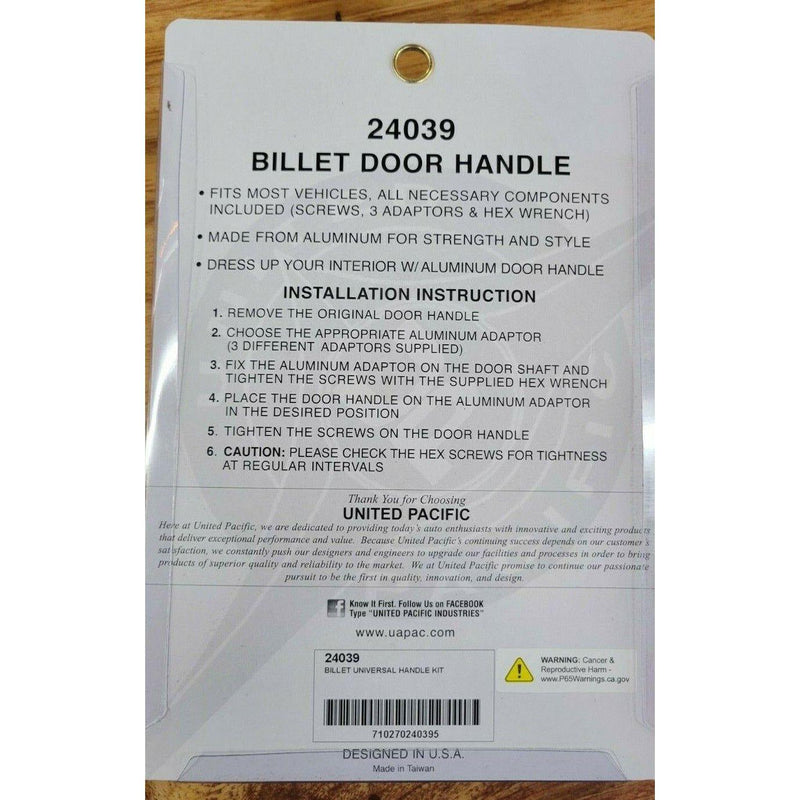 24039
BILLET DOOR HANDLE
• FITS MOST VEHICLES, ALL NECESSARY COMPONENTS
INCLUDED (SCREWS, 3 ADAPTORS & HEX WRENCH)
• MADE FROM ALUMINUM FOR STRENGTH AND STYLE
• DRESS UP YOUR INTERIOR W/ ALUMINUM DOOR HANDLE
INSTALLATION INSTRUCTION
1. REMOVE THE ORIGINAL DOOR HANDLE
2. CHOOSE THE APPROPRIATE ALUMINUM ADAPTOR
(3 DIFFERENT ADAPTORS SUPPLIED)
3. FIX THE ALUMINUM ADAPTOR ON THE DOOR SHAFT AND
TIGHTEN THE SCREWS WITH THE SUPPLIED HEX WRENCH
4. PLACE THE DOOR HANDLE ON THE ALUMINUM ADAPTOR
IN THE DESIRED POSITION
5. TIGHTEN THE SCREWS ON THE DOOR HANDLE
6. CAUTION: PLEASE CHECK THE HEX SCREWS FOR TIGHTNESS
AT REGULAR INTERVALS
Thank You for Choosing
UNITED PACIFIC
Here at United Pacific, we are dedicated to providing today's auto enthusiasts with innovative and exciting products
that deliver exceptional performance and value. Because United Pacific's continuing success depends on our customer's
satisfaction, we constantly push our designers and engineers to upgrade our facilities and processes in order to bring
products of superior quality and reliability to the market. We at United Pacific promise to continue our passionate
pursuit to be the first in quality, innovation, and design.
f Know It First. Follow Us on FACEBOOK
Type "UNITED PACIFIC INDUSTRIES"
www.uapac.com
24039
BILLET UNIVERSAL HANDLE KIT
710270240395
WARNING: Cancer &
Reproductive Harm -
www.P65Warnings.ca.gov
DESIGNED IN U.S.A.
Made in Taiwan